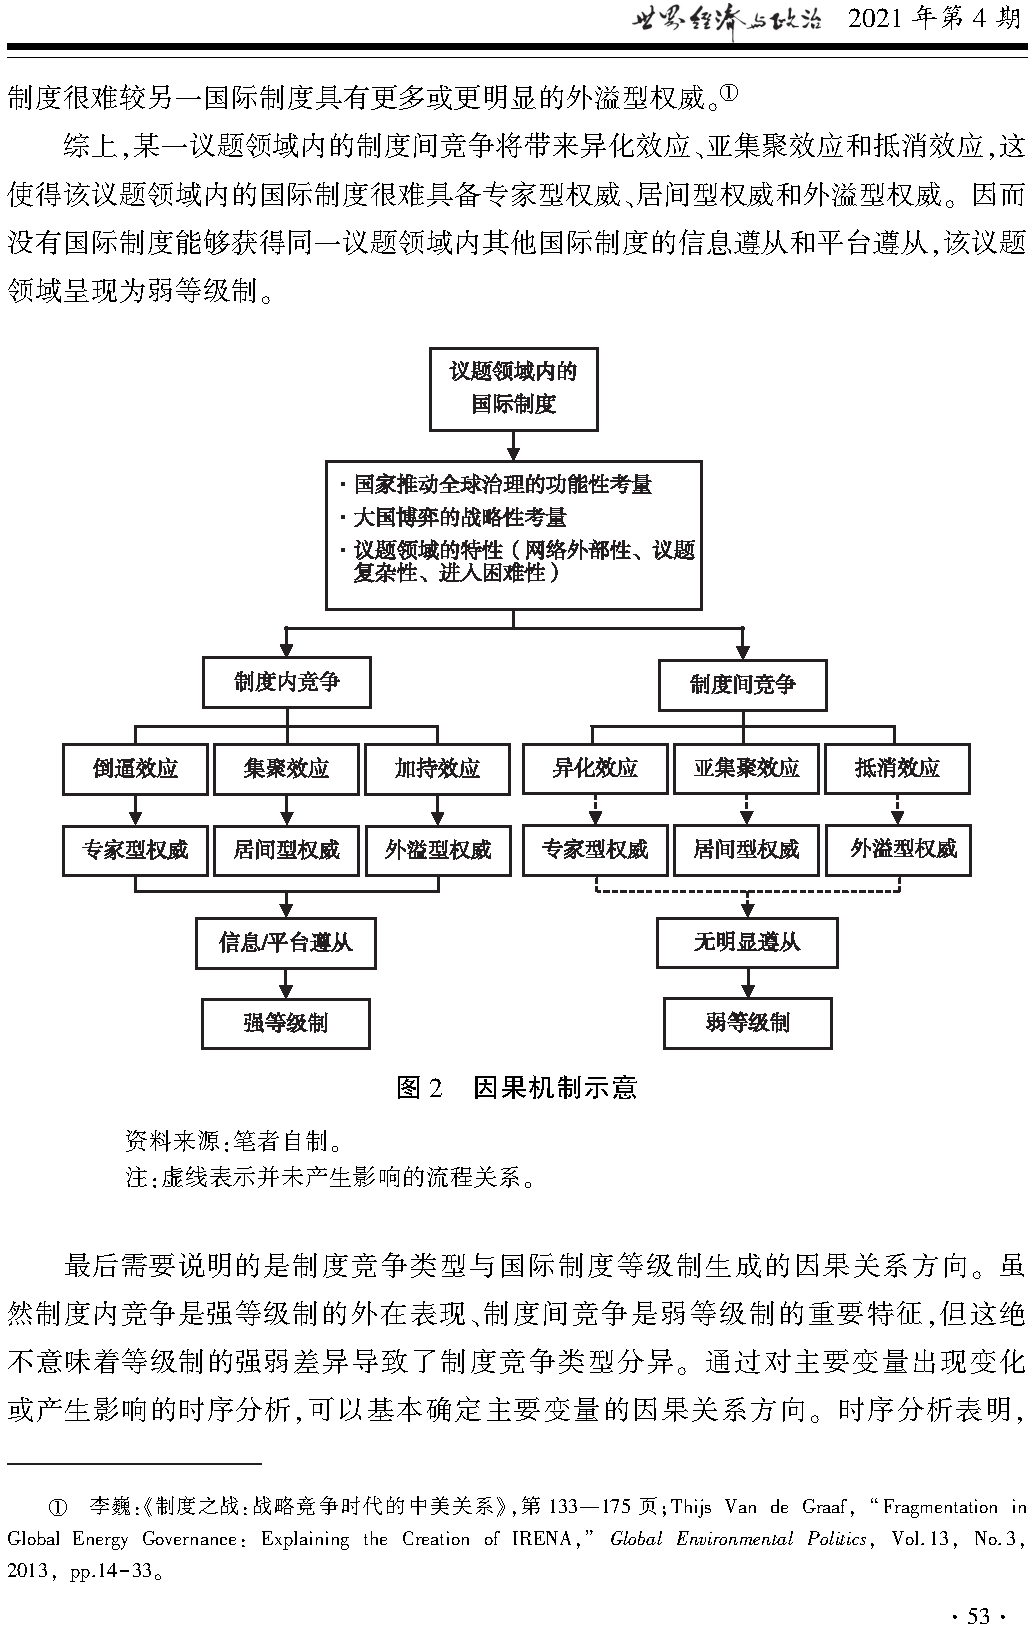 世界经济与政治 2021 年第 4 期
制度很难较另一国际制度具有更多或更明显的外溢型权威。①
综上,某一议题领域内的制度间竞争将带来异化效应、亚集聚效应和抵消效应,这
使得该议题领域内的国际制度很难具备专家型权威、居间型权威和外溢型权威。因而
没有国际制度能够获得同一议题领域内其他国际制度的信息遵从和平台遵从,该议题
领域呈现为弱等级制。
议题领域内的
国际制度
·国家推动全球治理的功能性考量
·大国博弈的战略性考量
·议题领域的特性（网络外部性、议题
复杂性、进入困难性）
制度内竞争
制度间竞争
倒逼效应 集聚效应 加持效应 异化效应 亚集聚效应 抵消效应
专家型权威 居间型权威 外溢型权威 专家型权威 居间型权威 外溢型权威
信息/平台遵从 无明显遵从
强等级制 弱等级制
图 2 因果机制示意
资料来源:笔者自制。
注:虚线表示并未产生影响的流程关系。
最后需要说明的是制度竞争类型与国际制度等级制生成的因果关系方向。虽
然制度内竞争是强等级制的外在表现、制度间竞争是弱等级制的重要特征,但这绝
不意味着等级制的强弱差异导致了制度竞争类型分异。通过对主要变量出现变化
或产生影响的时序分析,可以基本确定主要变量的因果关系方向。时序分析表明,
① 李巍:《制度之战:战略竞争时代的中美关系》,第 133—175 页;Thijs Van de Graaf, “Fragmentation in
Global Energy Governance: Explaining the Creation of IRENA,” Global Environmental Politics, Vol.13, No.3,
2013, pp.14-33。
· 53 ·